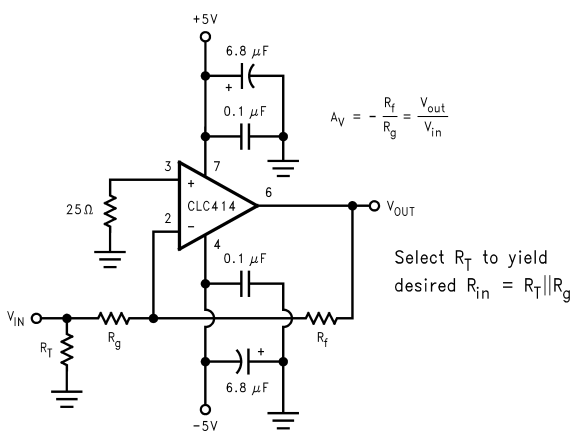 +5V
6.8 µF
+
0.1 µF
A_V = - R_f/R_g = V_out/V_in
3
7
+
25Ω
CLC414
6
V_OUT
2
-
4
0.1 µF
Select R_T to yield
desired R_in = R_T||R_g
V_IN
R_g
R_f
R_T
+
6.8 µF
-5V